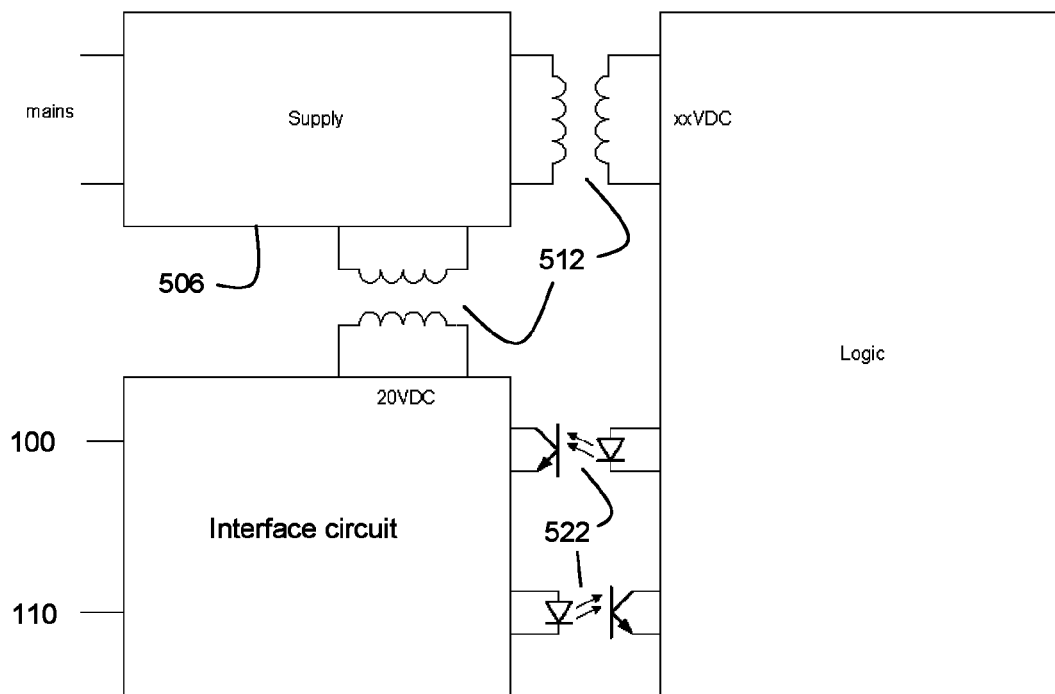 mains
Supply
xxVDC
506
512
Logic
20VDC
100
Interface circuit
522
110